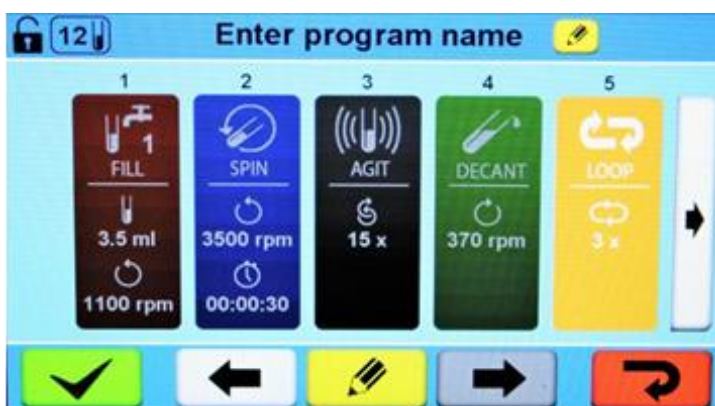 12
Enter program name
1 2 3 4 5
1
FILL SPIN AGIT DECANT LOOP
3.5 ml 3500 rpm 15 x 370 rpm 3 x
1100 rpm 00:00:30